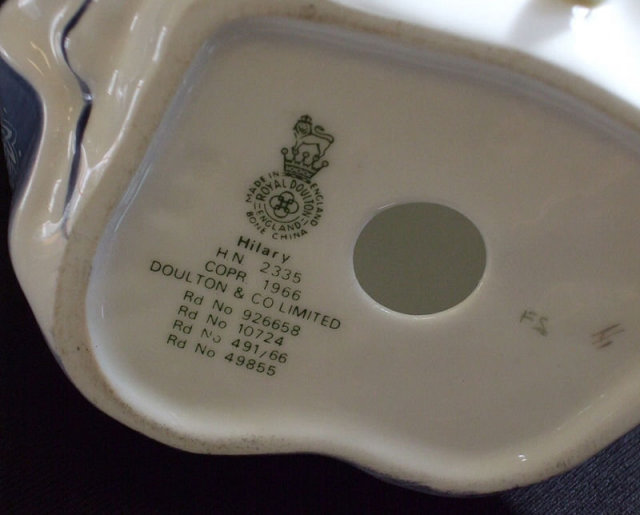 MADE IN ENGLAND
ROYAL DOULTON
ENGLAND
BONE CHINA
Hilary
H N 2335
COPR. 1966
DOULTON & CO LIMITED
Rd No 926658
Rd No 10724
Rd No 491/66
Rd No 49855
FS